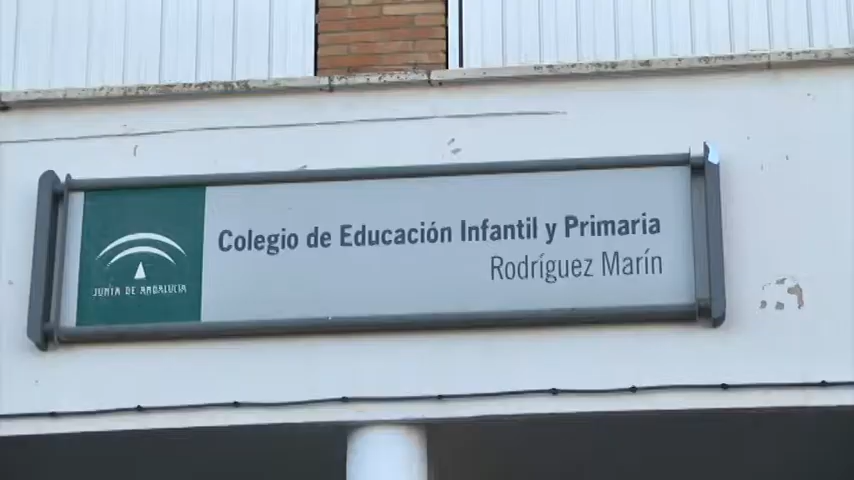 Colegio de Educación Infantil y Primaria
Rodríguez Marín
JUNTA DE ANDALUCIA